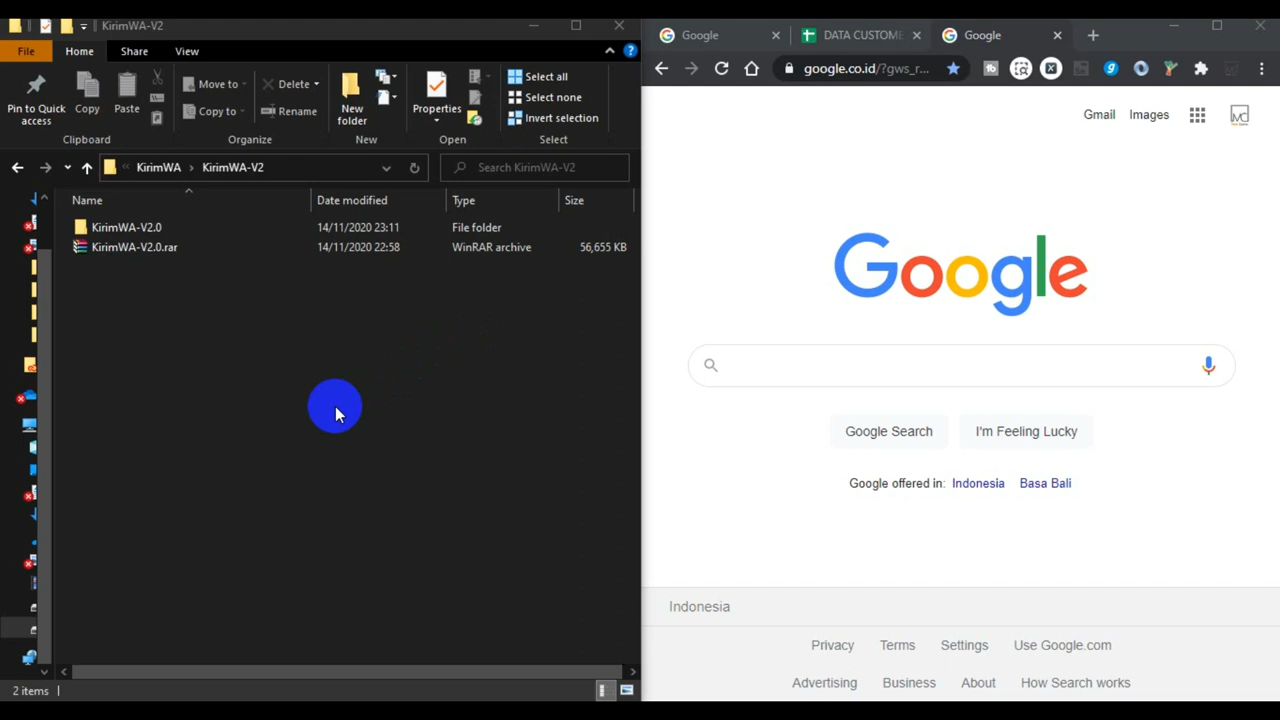 KirimWA-V2
File Home Share View
Pin to Quick access
Copy
Paste
Clipboard
Move to
Copy to
Delete
Rename
Organize
New folder
New
Properties
Open
Select all
Select none
Invert selection
Select
KirimWA › KirimWA-V2
Search KirimWA-V2
Name Date modified Type Size
KirimWA-V2.0 14/11/2020 23:11 File folder
KirimWA-V2.0.rar 14/11/2020 22:58 WinRAR archive 56,655 KB
2 items
Google
DATA CUSTOME
Google
google.co.id/?gws_r...
Gmail Images
Google
Google Search I'm Feeling Lucky
Google offered in: Indonesia Basa Bali
Indonesia
Privacy Terms Settings Use Google.com
Advertising Business About How Search works